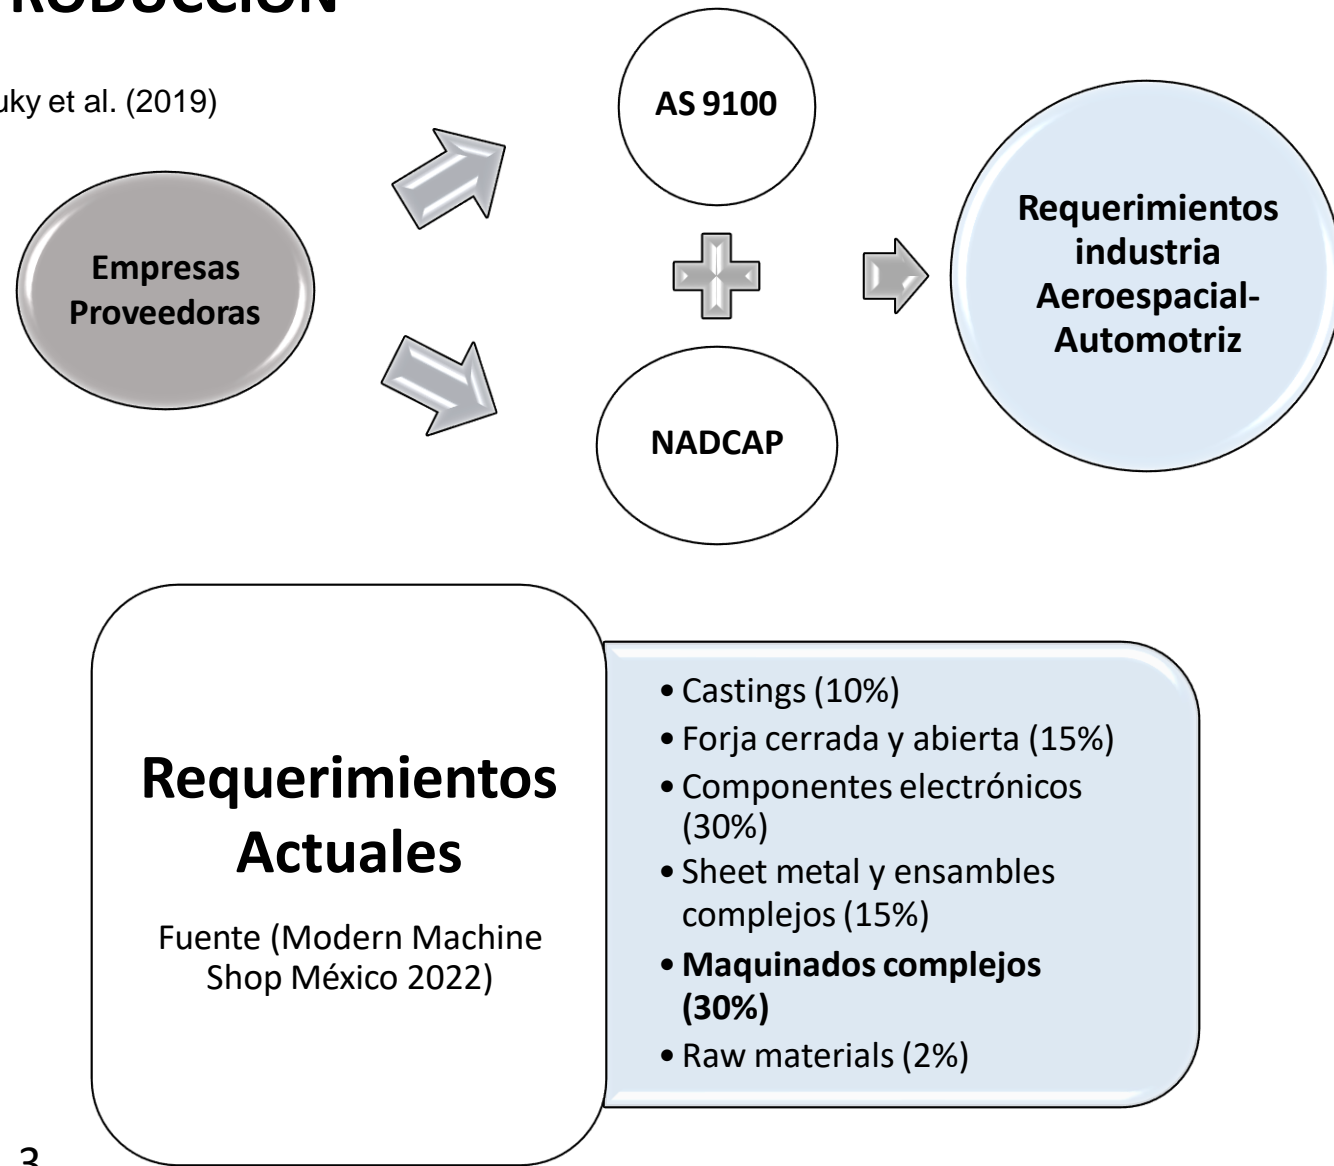 RODUCCIÓN
uky et al. (2019)
AS 9100
Empresas
Proveedoras
NADCAP
Requerimientos
industria
Aeroespacial-
Automotriz
Requerimientos
Actuales
Fuente (Modern Machine
Shop México 2022)
• Castings (10%)
• Forja cerrada y abierta (15%)
• Componentes electrónicos
(30%)
• Sheet metal y ensambles
complejos (15%)
• Maquinados complejos
(30%)
• Raw materials (2%)
3